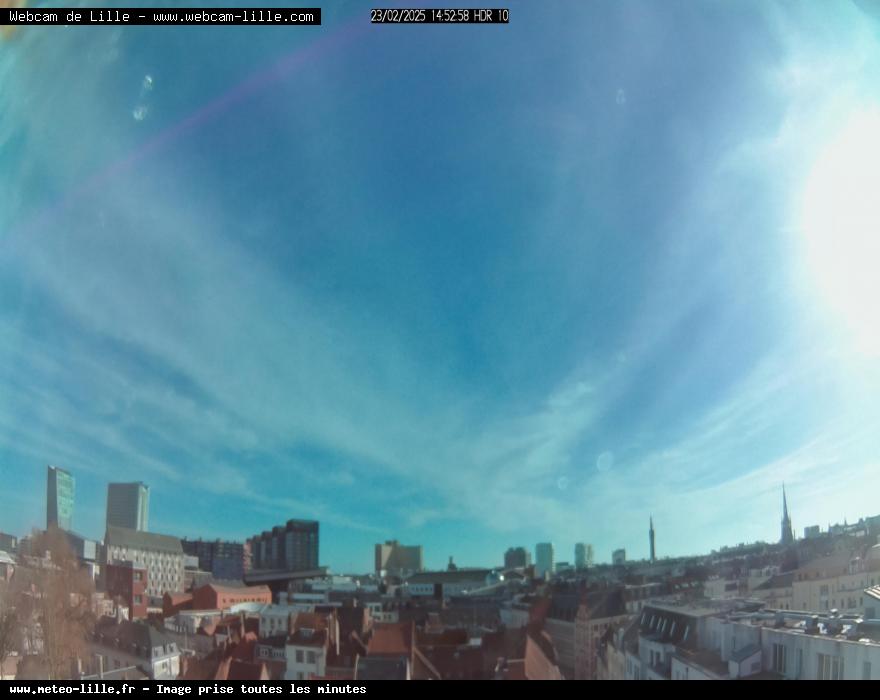 Webcam de Lille - www.webcam-lille.com
23/02/2025 14:52:58 HDR 10
www.meteo-lille.fr - Image prise toutes les minutes